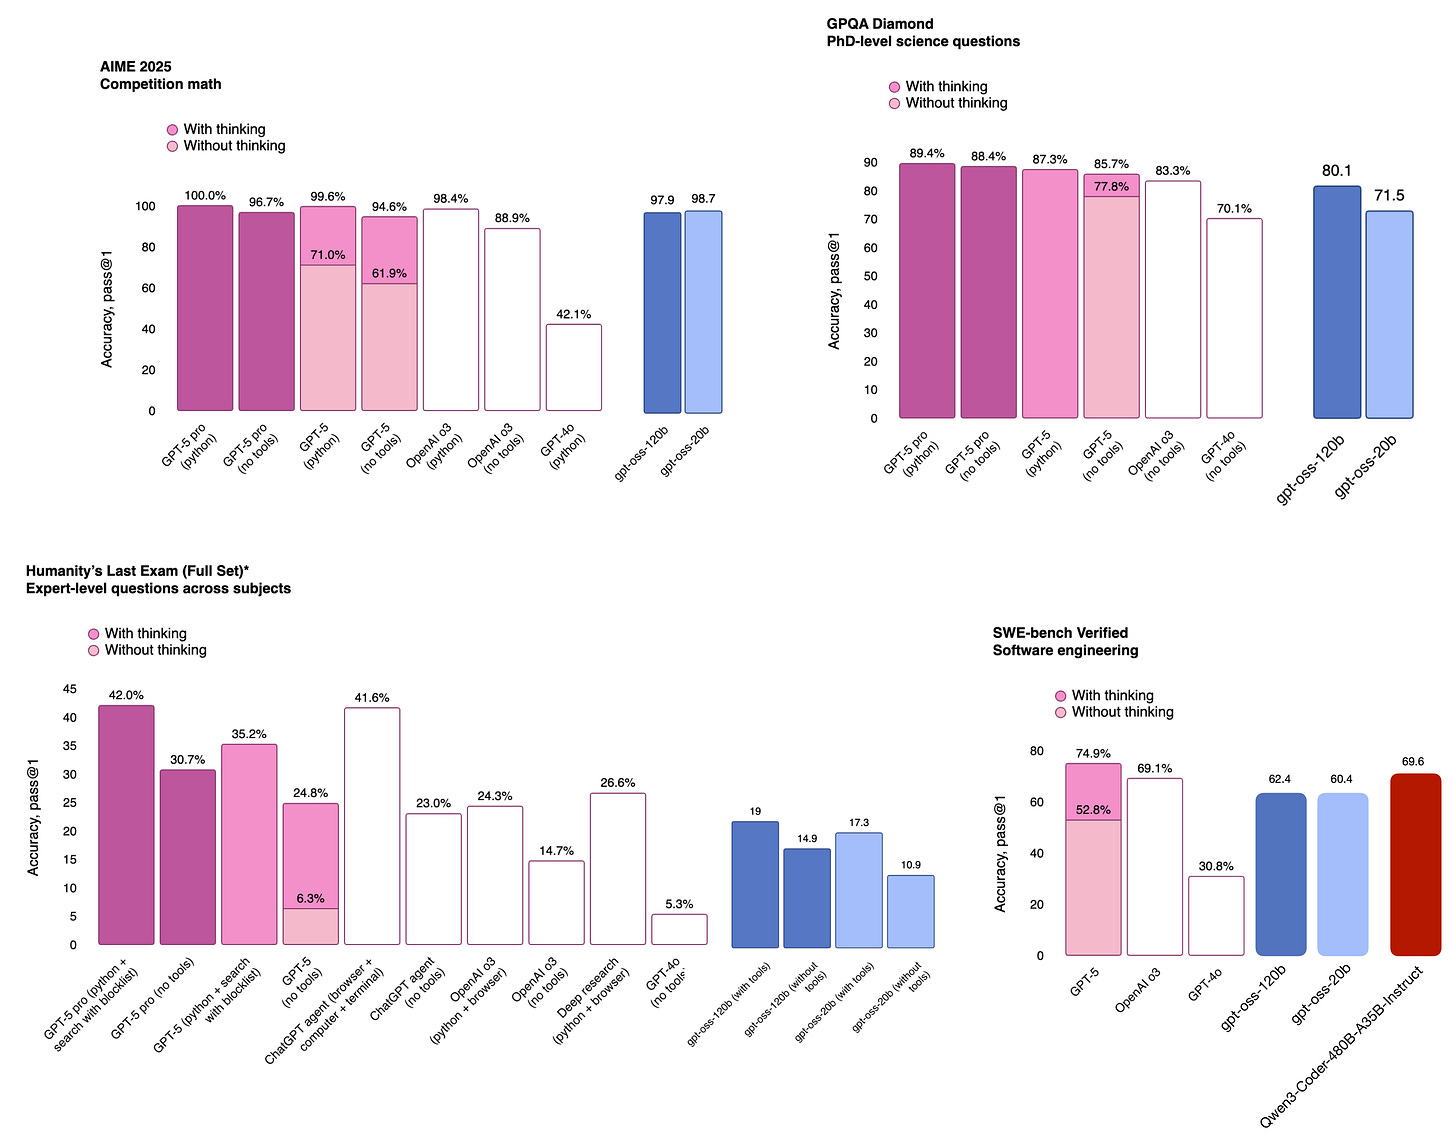 AIME 2025
Competition math
With thinking
Without thinking
Accuracy, pass@1
100
80
60
40
20
0
100.0%
96.7%
99.6%
71.0%
94.6%
61.9%
98.4%
88.9%
42.1%
97.9
98.7
GPT-5 pro
(python)
GPT-5 pro
(no tools)
GPT-5
(python)
GPT-5
(no tools)
OpenAI o3
(python)
OpenAI o3
(no tools)
GPT-4o
(python)
gpt-oss-120b
gpt-oss-20b
GPQA Diamond
PhD-level science questions
With thinking
Without thinking
Accuracy, pass@1
90
80
70
60
50
40
30
20
10
0
89.4%
88.4%
87.3%
85.7%
77.8%
83.3%
70.1%
80.1
71.5
GPT-5 pro
(python)
GPT-5 pro
(no tools)
GPT-5
(python)
GPT-5
(no tools)
OpenAI o3
(no tools)
GPT-4o
(no tools)
gpt-oss-120b
gpt-oss-20b
Humanity's Last Exam (Full Set)*
Expert-level questions across subjects
With thinking
Without thinking
Accuracy, pass@1
45
40
35
30
25
20
15
10
5
0
42.0%
30.7%
35.2%
24.8%
6.3%
41.6%
23.0%
24.3%
14.7%
26.6%
5.3%
19
14.9
17.3
10.9
GPT-5 pro (python +
search with blocklist)
GPT-5 pro (no tools)
GPT-5 (python + search
with blocklist)
GPT-5
(no tools)
ChatGPT agent (browser +
computer + terminal)
ChatGPT agent
(no tools)
OpenAI o3
(python + browser)
OpenAI o3
(no tools)
Deep research
(python + browser)
GPT-4o
(no tools
gpt-oss-120b (with tools)
gpt-oss-120b (without
tools)
gpt-oss-20b (with tools)
gpt-oss-20b (without
tools)
SWE-bench Verified
Software engineering
With thinking
Without thinking
Accuracy, pass@1
80
60
40
20
0
74.9%
52.8%
69.1%
30.8%
62.4
60.4
69.6
GPT-5
OpenAI o3
GPT-4o
gpt-oss-120b
gpt-oss-20b
Qwen3-Coder-480B-A35B-Instruct